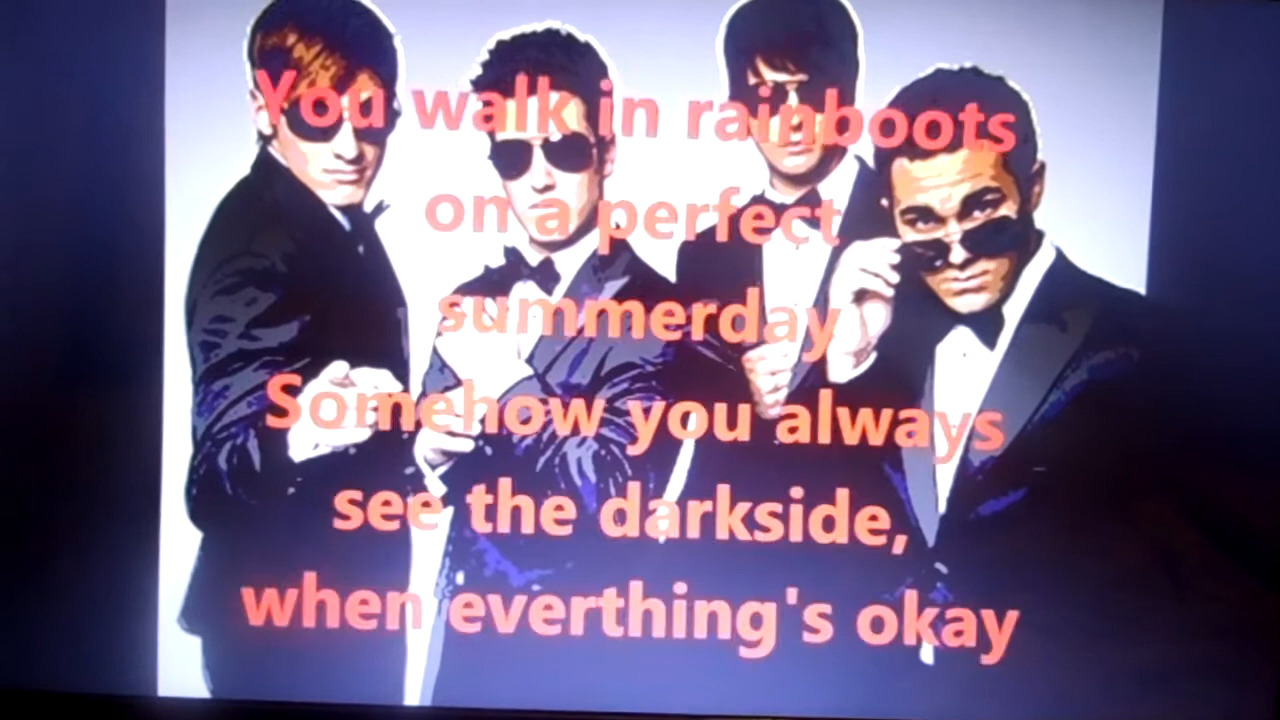 You walk in rainboots
on a perfect
summerday
Somehow you always
see the darkside,
when everthing's okay